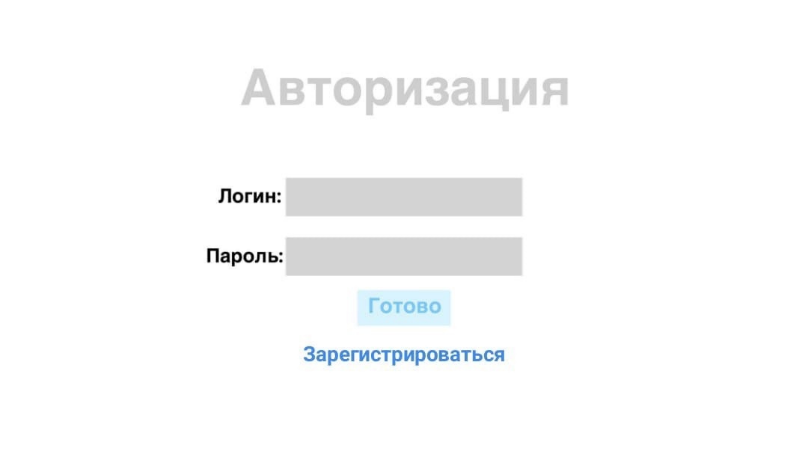 Авторизация
Логин:
Пароль:
Готово
Зарегистрироваться